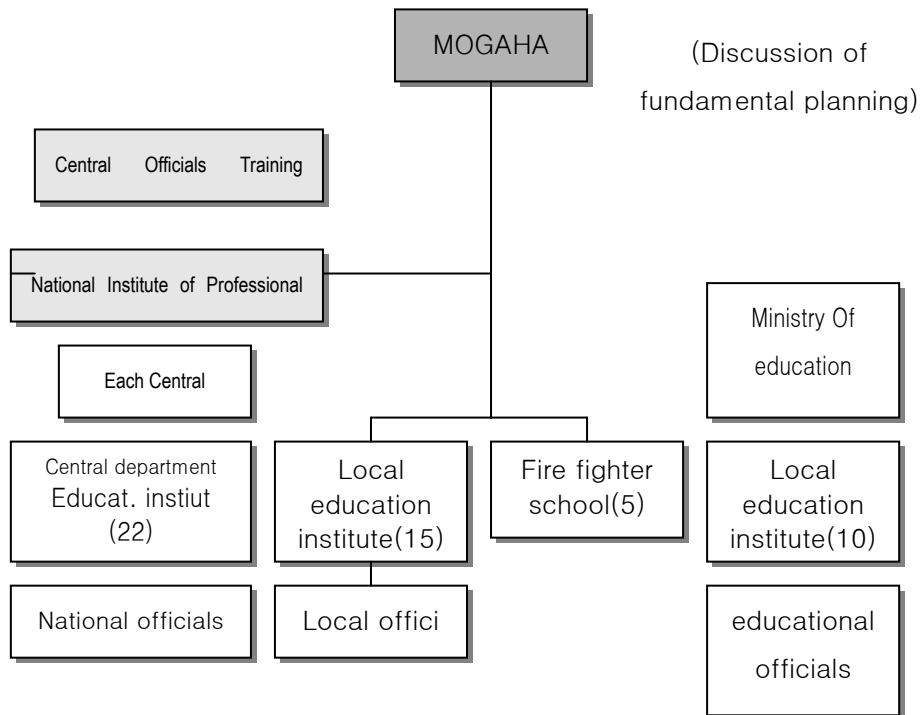 MOGAHA
(Discussion of
fundamental planning)
Central Officials Training
National Institute of Professional
Each Central
Ministry Of
education
Central department
Educat. instiut
(22)
Local
education
institute(15)
Fire fighter
school(5)
Local
education
institute(10)
National officials
Local offici
educational
officials